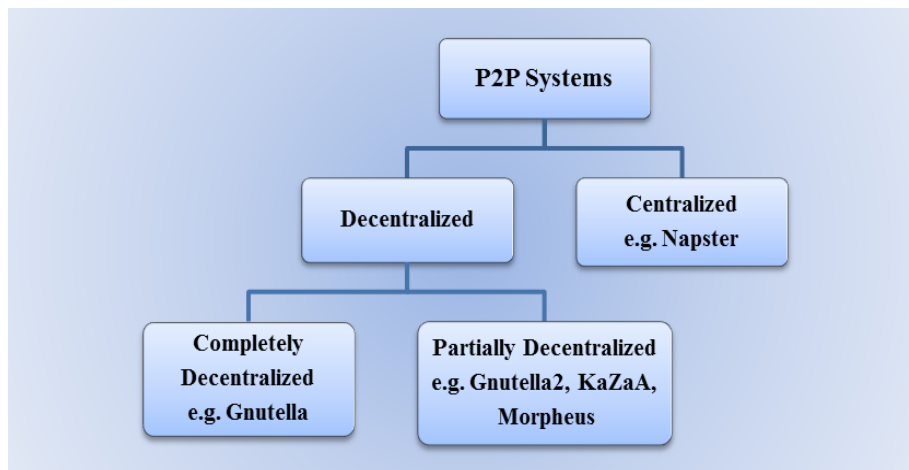 P2P Systems
Decentralized
Centralized
e.g. Napster
Completely
Decentralized
e.g. Gnutella
Partially Decentralized
e.g. Gnutella2, KaZaA,
Morpheus